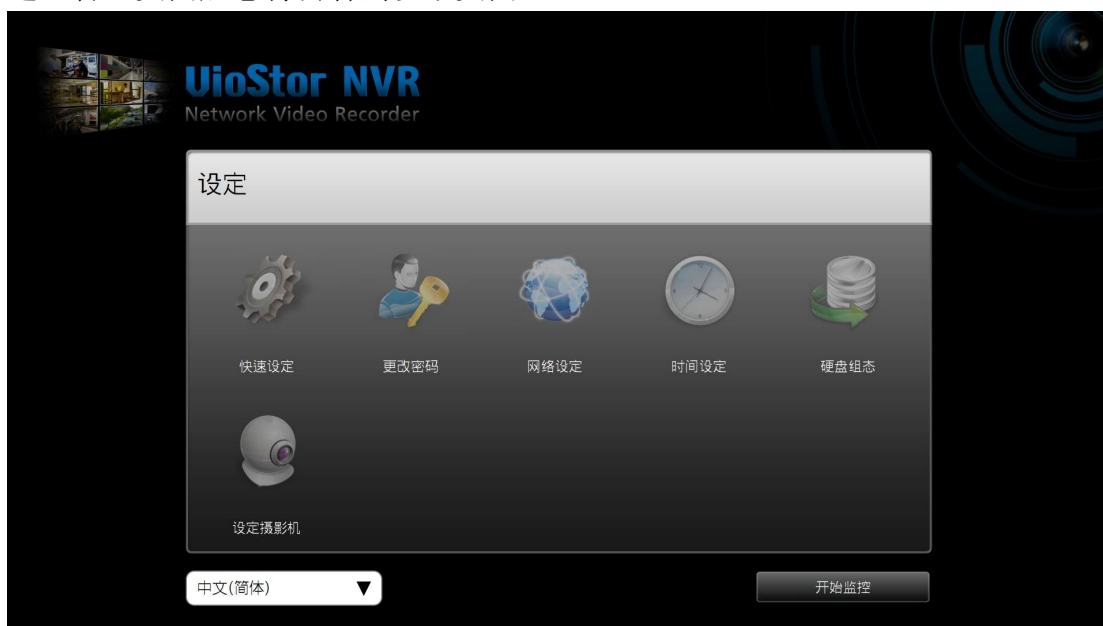 VioStor NVR
Network Video Recorder
设定
快速设定
更改密码
网络设定
时间设定
硬盘组态
设定摄影机
中文(简体)
开始监控